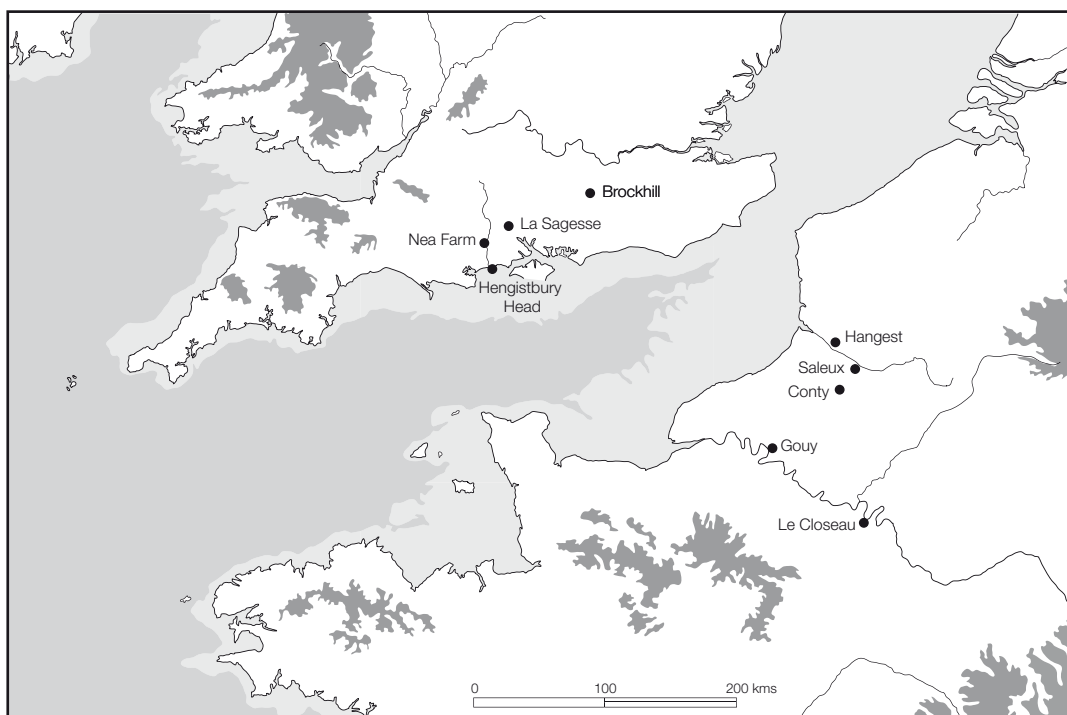 Brockhill
La Sagesse
Nea Farm
Hengistbury
Head
Hangest
Saleux
Conty
Gouy
Le Closeau
0 100 200 kms